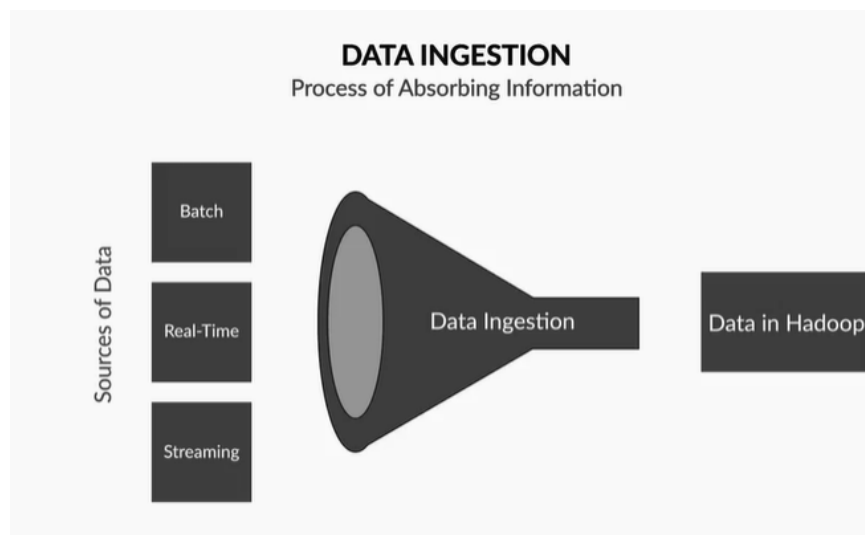 DATA INGESTION
Process of Absorbing Information
Sources of Data
Batch
Real-Time
Streaming
Data Ingestion
Data in Hadoop